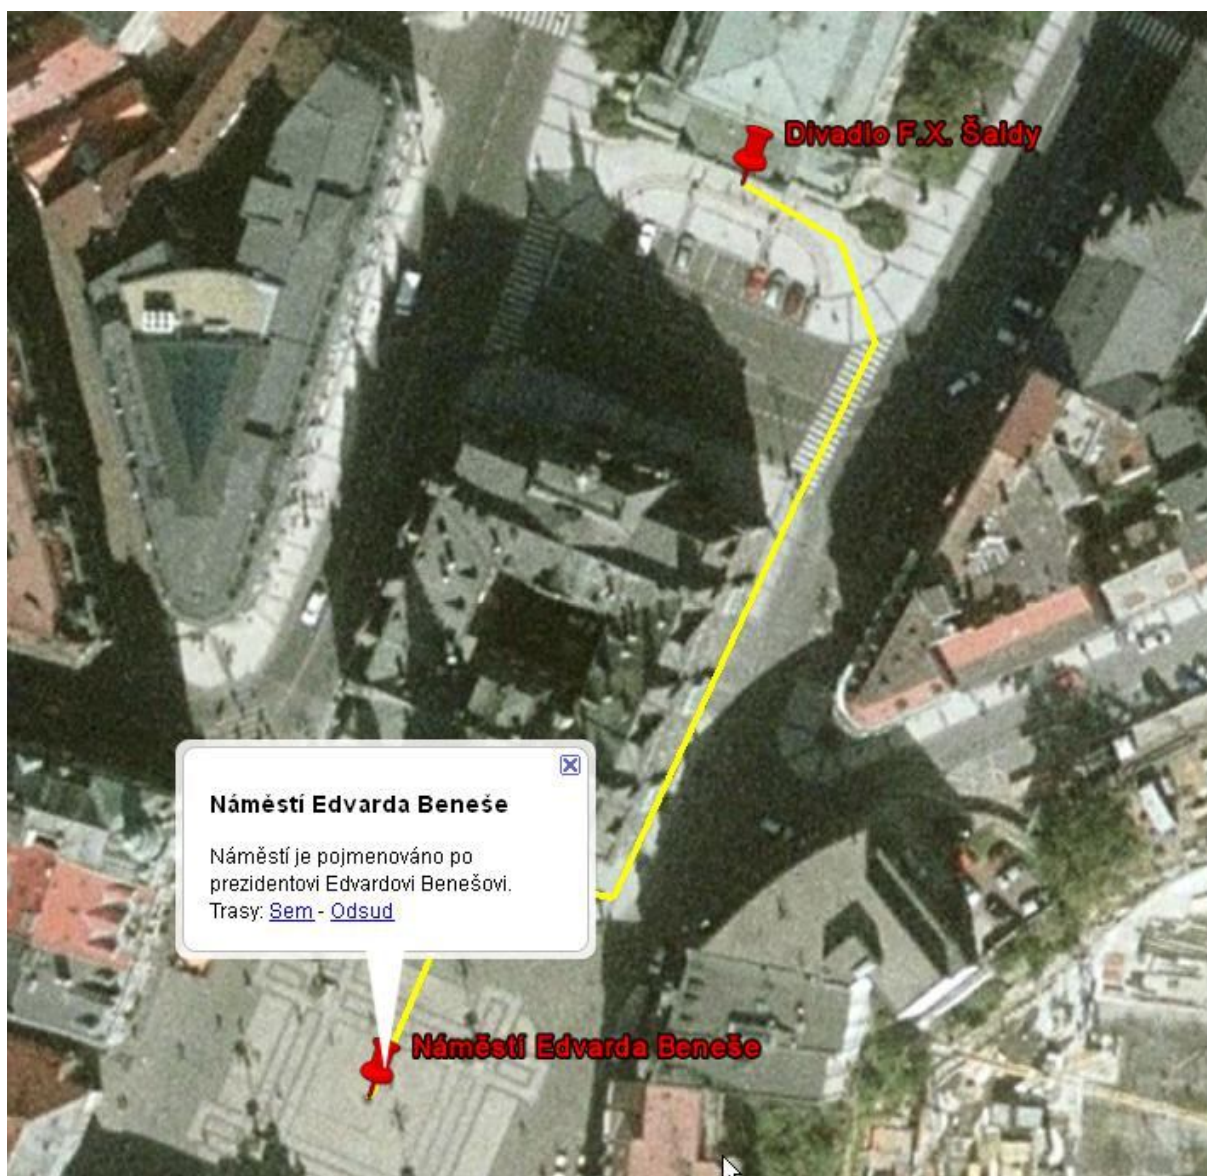 Divadlo F.X. Šaldy
Náměstí Edvarda Beneše
Náměstí je pojmenováno po
prezidentovi Edvardovi Benešovi.
Trasy: Sem - Odsud
Náměstí Edvarda Beneše